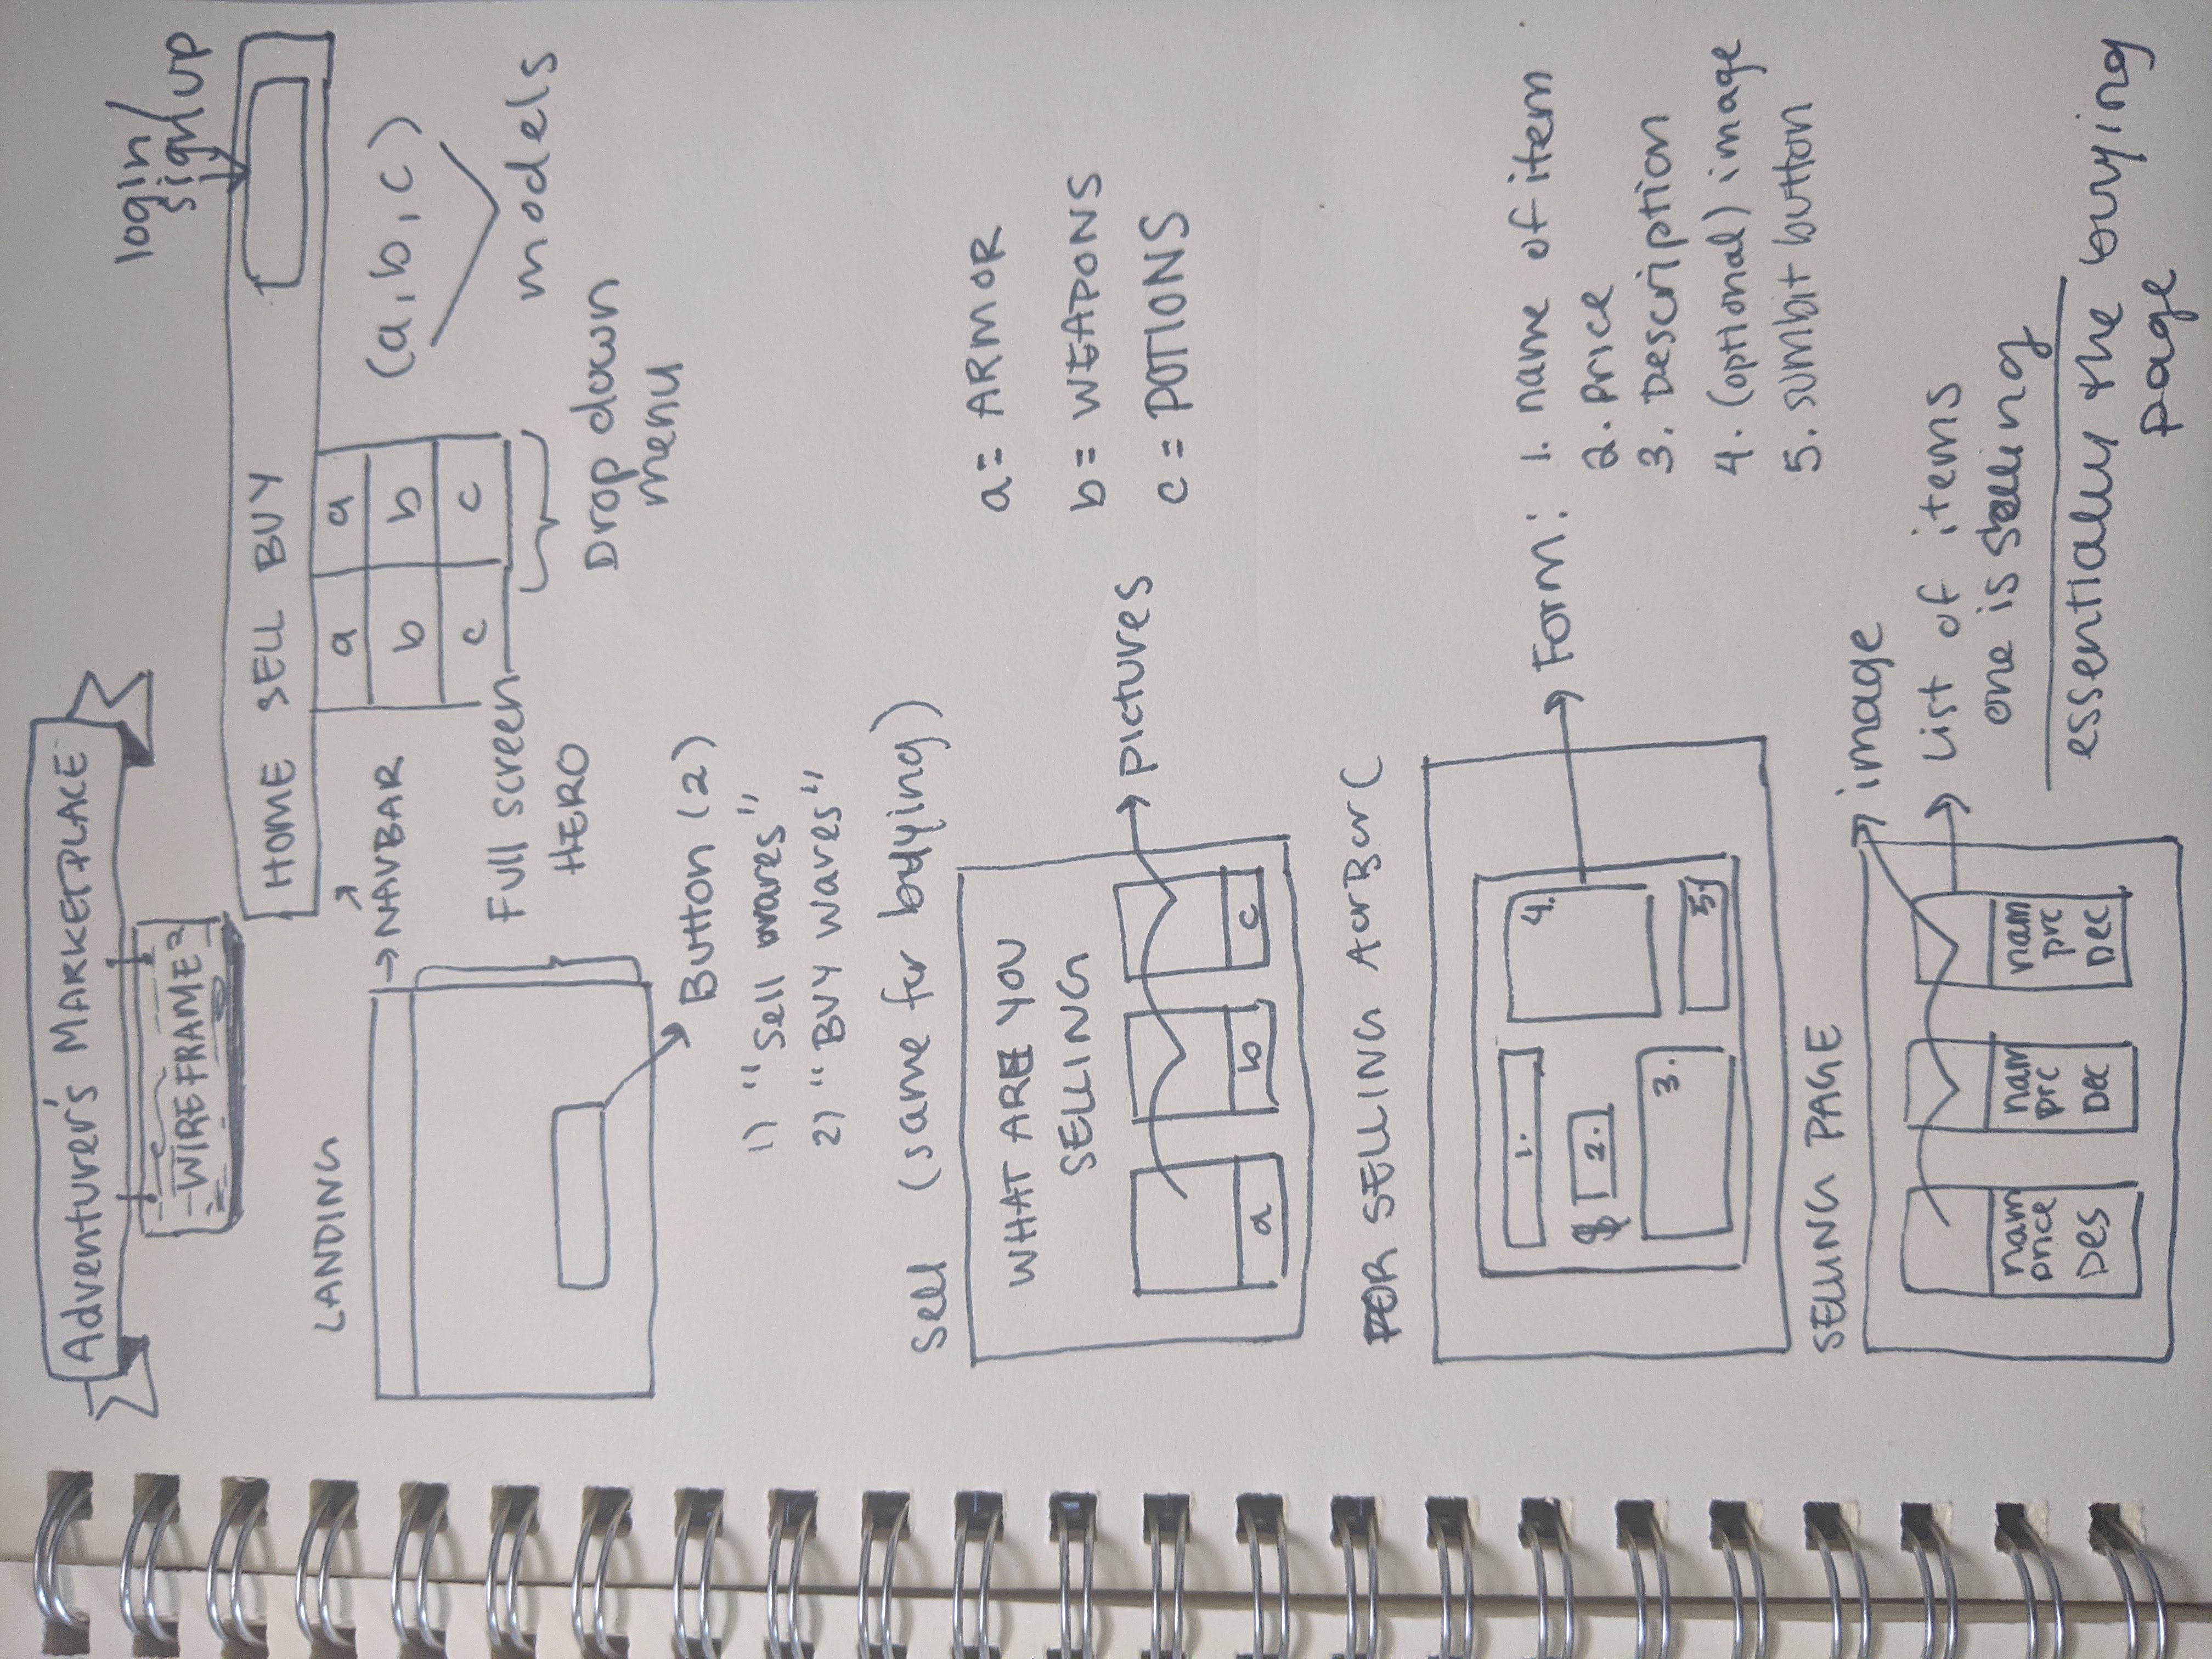 Adventurer's MARKETPLACE
WIREFRAME
login/
sign/up
LANDING
HOME SELL BUY
a a
b b
c c
(a, b, c)
models
→ NAVBAR
Full screen
HERO
Drop down
menu
Button (2)
1) "Sell wares"
2) "BUY wares"
Sell (same for budying)
WHAT ARE YOU
SELLING
a b c
pictures
a = ARMOR
b = WEAPONS
c = POTIONS
FOR SELLING AorBorC
1.
$ 2.
3.
4.
5.
Form: 1. name of item
2. price
3. Description
4. (optional) image
5. sumbit button
SELLING PAGE
image
nam
price
Des
nam
prc
Dec
nam
prc
Dec
List of items
one is selling
essentially the buying
page